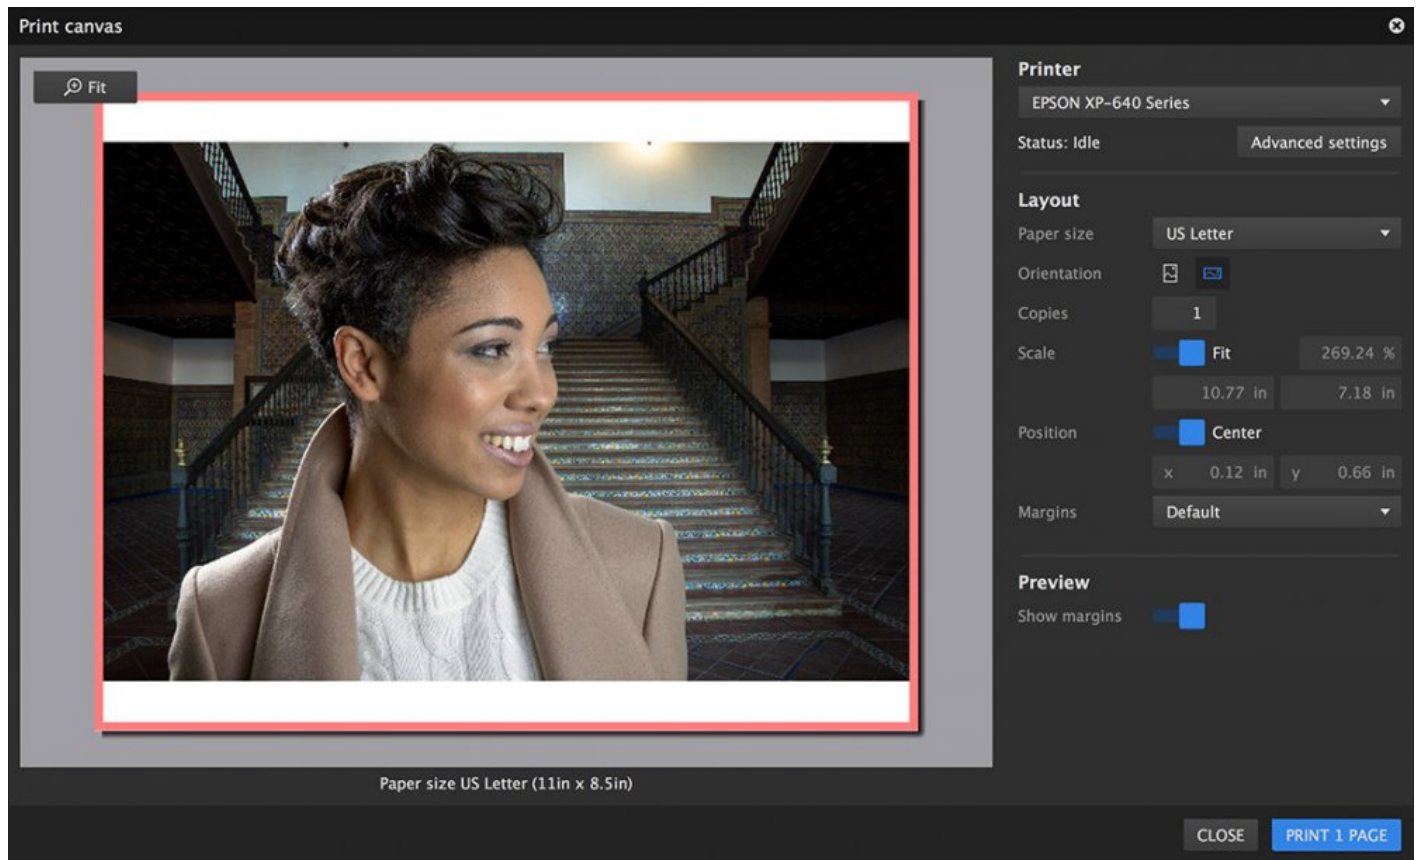 Print canvas
Fit
Printer
EPSON XP-640 Series
Status: Idle
Advanced settings
Layout
Paper size
US Letter
Orientation
Copies
1
Scale
Fit
269.24 %
10.77 in
7.18 in
Position
Center
x 0.12 in
y 0.66 in
Margins
Default
Preview
Show margins
Paper size US Letter (11in x 8.5in)
CLOSE
PRINT 1 PAGE